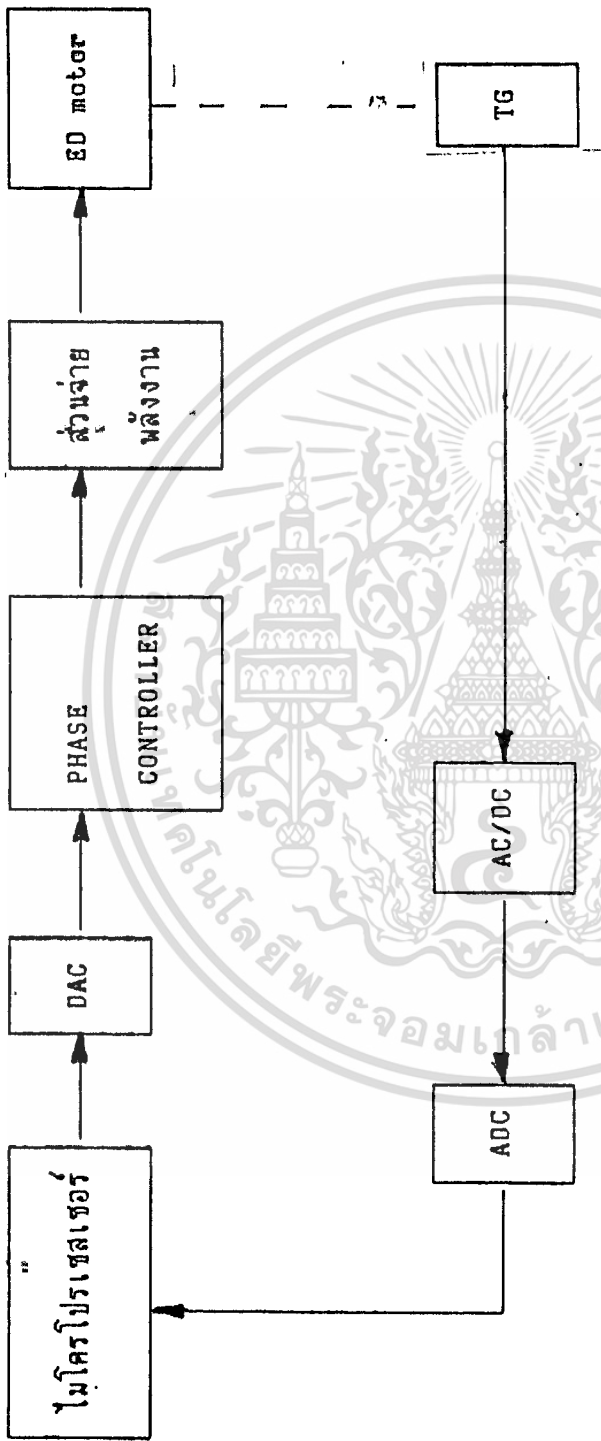 ไมโครโปรเซสเซอร์
DAC
PHASE
CONTROLLER
ส่วนจ่าย
พลังงาน
ED motor
ADC
AC/DC
TG